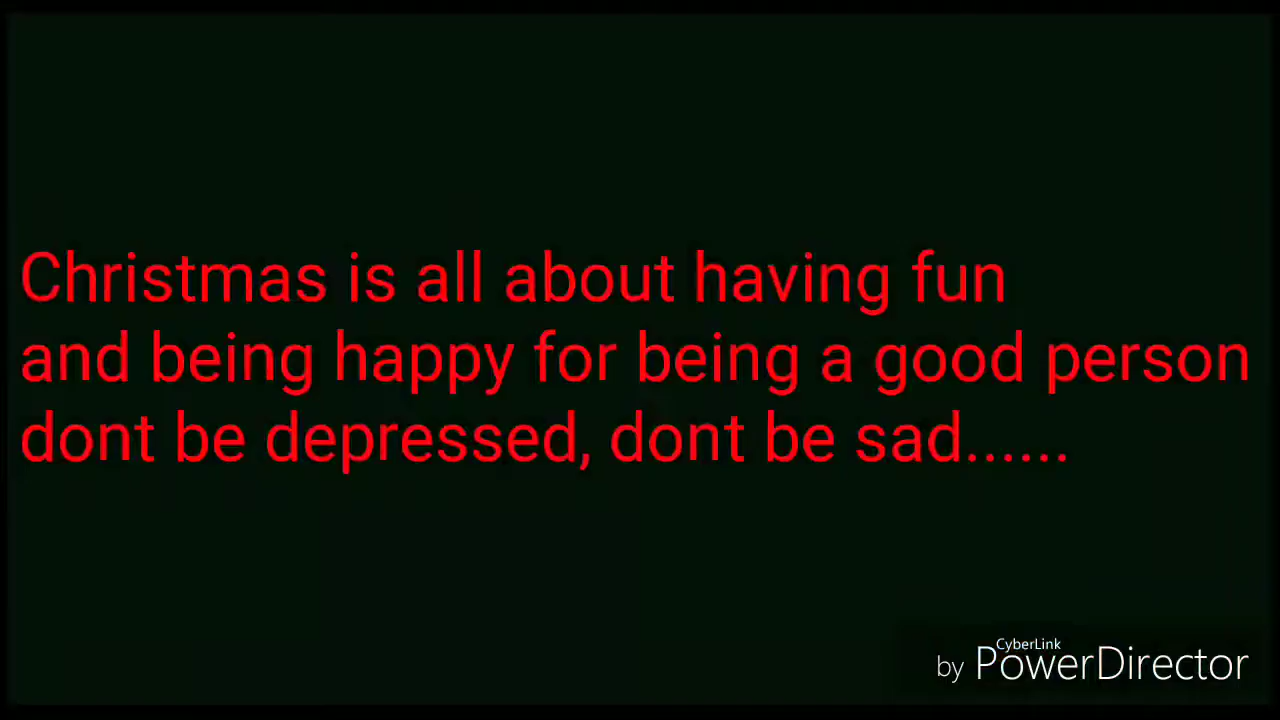 Christmas is all about having fun
and being happy for being a good person
dont be depressed, dont be sad......
CyberLink
by PowerDirector